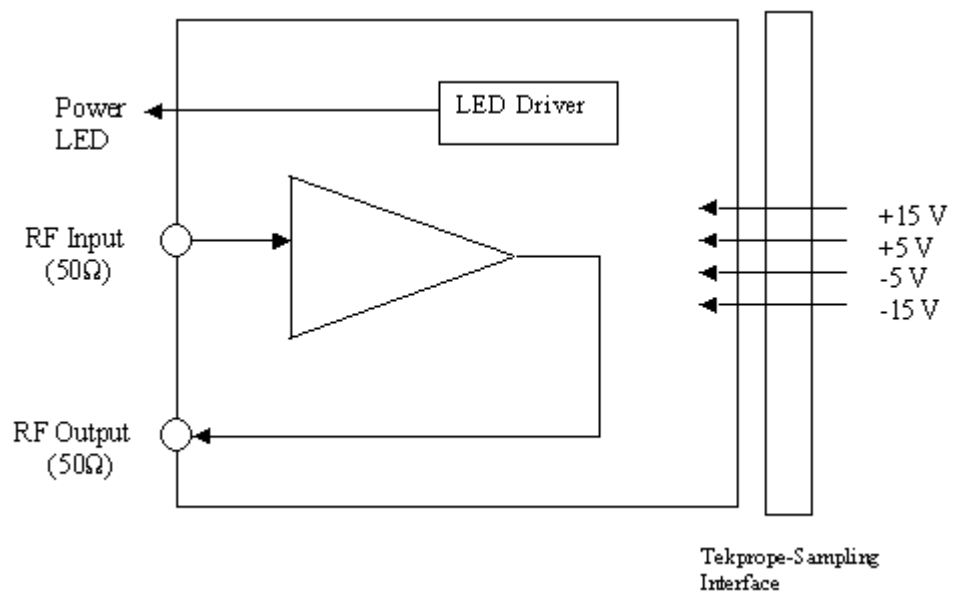 LED Driver
Power
LED
RF Input
(50Ω)
+15 V
+5 V
-5 V
-15 V
RF Output
(50Ω)
Tekprope-Sampling
Interface